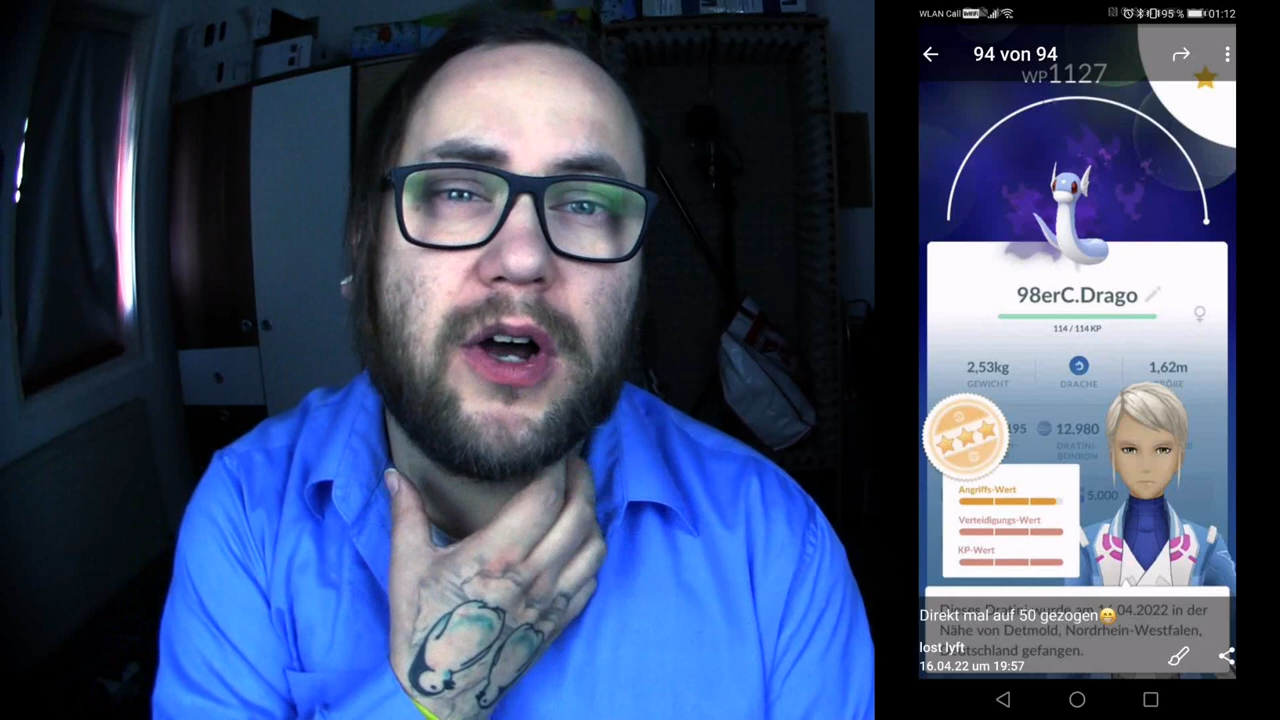 WLAN Call
95 %
01:12
94 von 94
WP1127
98erC.Drago
114 / 114 KP
2,53kg
GEWICHT
DRACHE
1,62m
12.980
DRATINI-
BONBON
5.000
Angriffs-Wert
Verteidigungs-Wert
KP-Wert
Direkt mal auf 50 gezogen😁
04.2022 in der
Nähe von Detmold, Nordrhein-Westfalen,
gefangen.
lost lyft
16.04.22 um 19:57